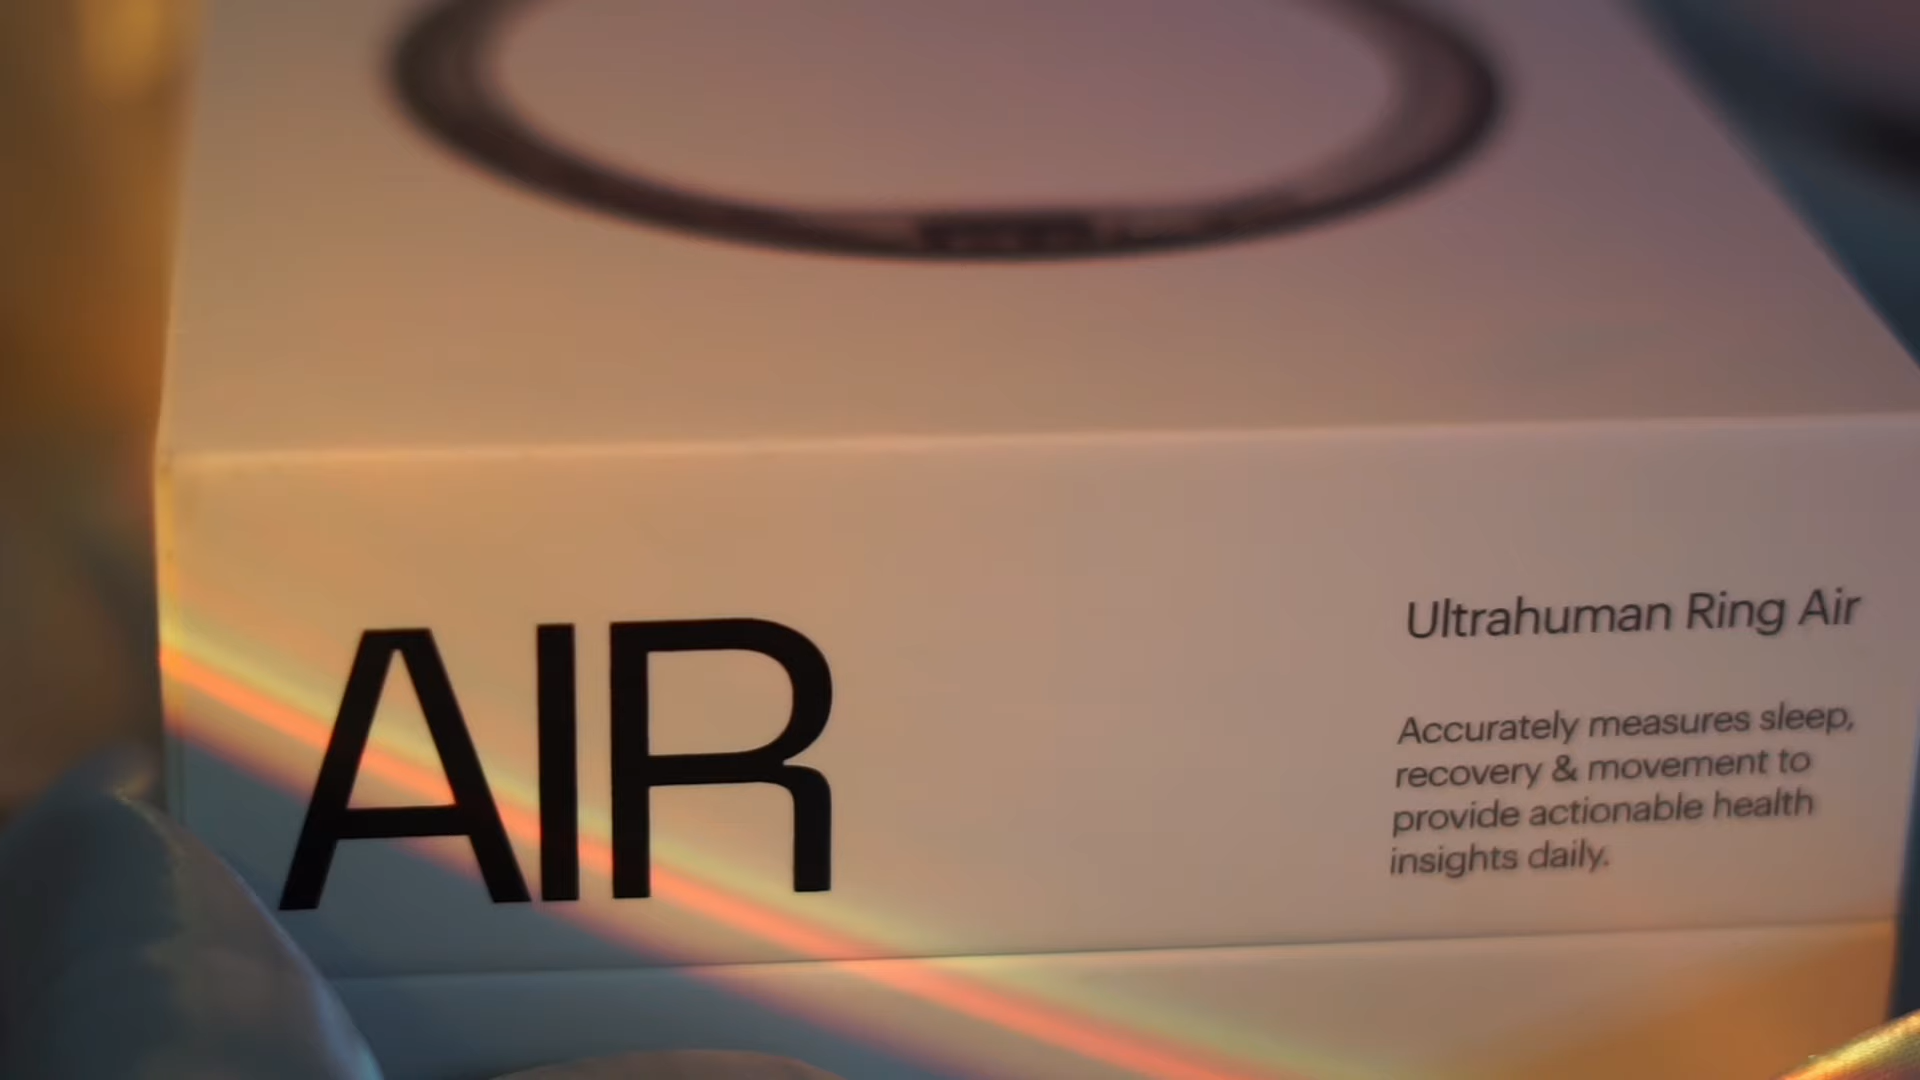 AIR
Ultrahuman Ring Air
Accurately measures sleep,
recovery & movement to
provide actionable health
insights daily.